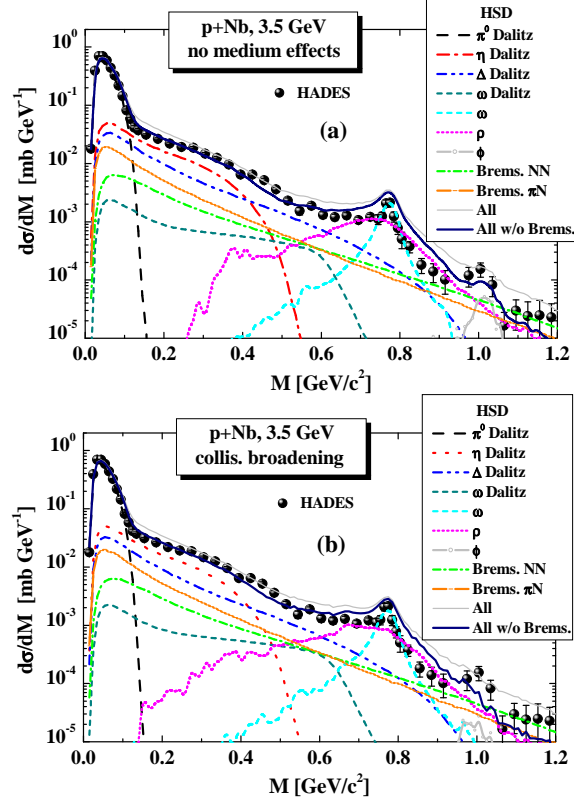 p+Nb, 3.5 GeV
no medium effects
HADES
(a)
HSD
π⁰ Dalitz
η Dalitz
Δ Dalitz
ω Dalitz
ω
ρ
ϕ
Brems. NN
Brems. πN
All
All w/o Brems.
dσ/dM [mb GeV⁻¹]
10⁰
10⁻¹
10⁻²
10⁻³
10⁻⁴
10⁻⁵
0.0 0.2 0.4 0.6 0.8 1.0 1.2
M [GeV/c²]
p+Nb, 3.5 GeV
collis. broadening
HADES
(b)
HSD
π⁰ Dalitz
η Dalitz
Δ Dalitz
ω Dalitz
ω
ρ
ϕ
Brems. NN
Brems. πN
All
All w/o Brems.
dσ/dM [mb GeV⁻¹]
10⁰
10⁻¹
10⁻²
10⁻³
10⁻⁴
10⁻⁵
0.0 0.2 0.4 0.6 0.8 1.0 1.2
M [GeV/c²]